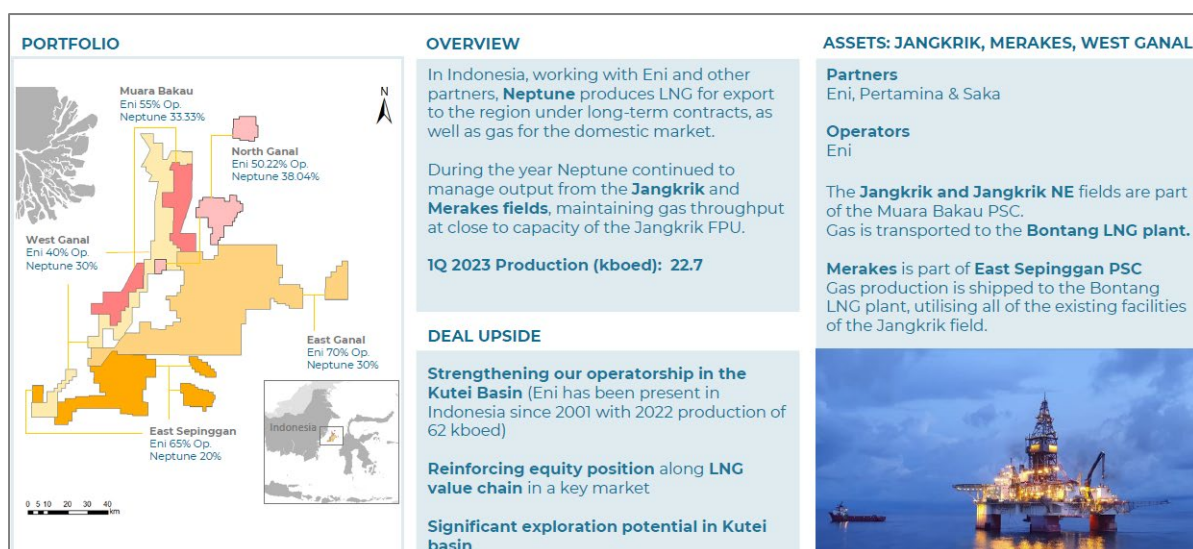 PORTFOLIO
Muara Bakau
Eni 55% Op.
Neptune 33.33%
N
North Ganal
Eni 50.22% Op.
Neptune 38.04%
West Ganal
Eni 40% Op.
Neptune 30%
East Ganal
Eni 70% Op.
Neptune 30%
East Sepinggan
Eni 65% Op.
Neptune 20%
Indonesia
0 5 10 20 30 40
km
OVERVIEW
In Indonesia, working with Eni and other
partners, Neptune produces LNG for export
to the region under long-term contracts, as
well as gas for the domestic market.
During the year Neptune continued to
manage output from the Jangkrik and
Merakes fields, maintaining gas throughput
at close to capacity of the Jangkrik FPU.
1Q 2023 Production (kboed): 22.7
DEAL UPSIDE
Strengthening our operatorship in the
Kutei Basin (Eni has been present in
Indonesia since 2001 with 2022 production of
62 kboed)
Reinforcing equity position along LNG
value chain in a key market
Significant exploration potential in Kutei
basin
ASSETS: JANGKRIK, MERAKES, WEST GANAL
Partners
Eni, Pertamina & Saka
Operators
Eni
The Jangkrik and Jangkrik NE fields are part
of the Muara Bakau PSC.
Gas is transported to the Bontang LNG plant.
Merakes is part of East Sepinggan PSC
Gas production is shipped to the Bontang
LNG plant, utilising all of the existing facilities
of the Jangkrik field.